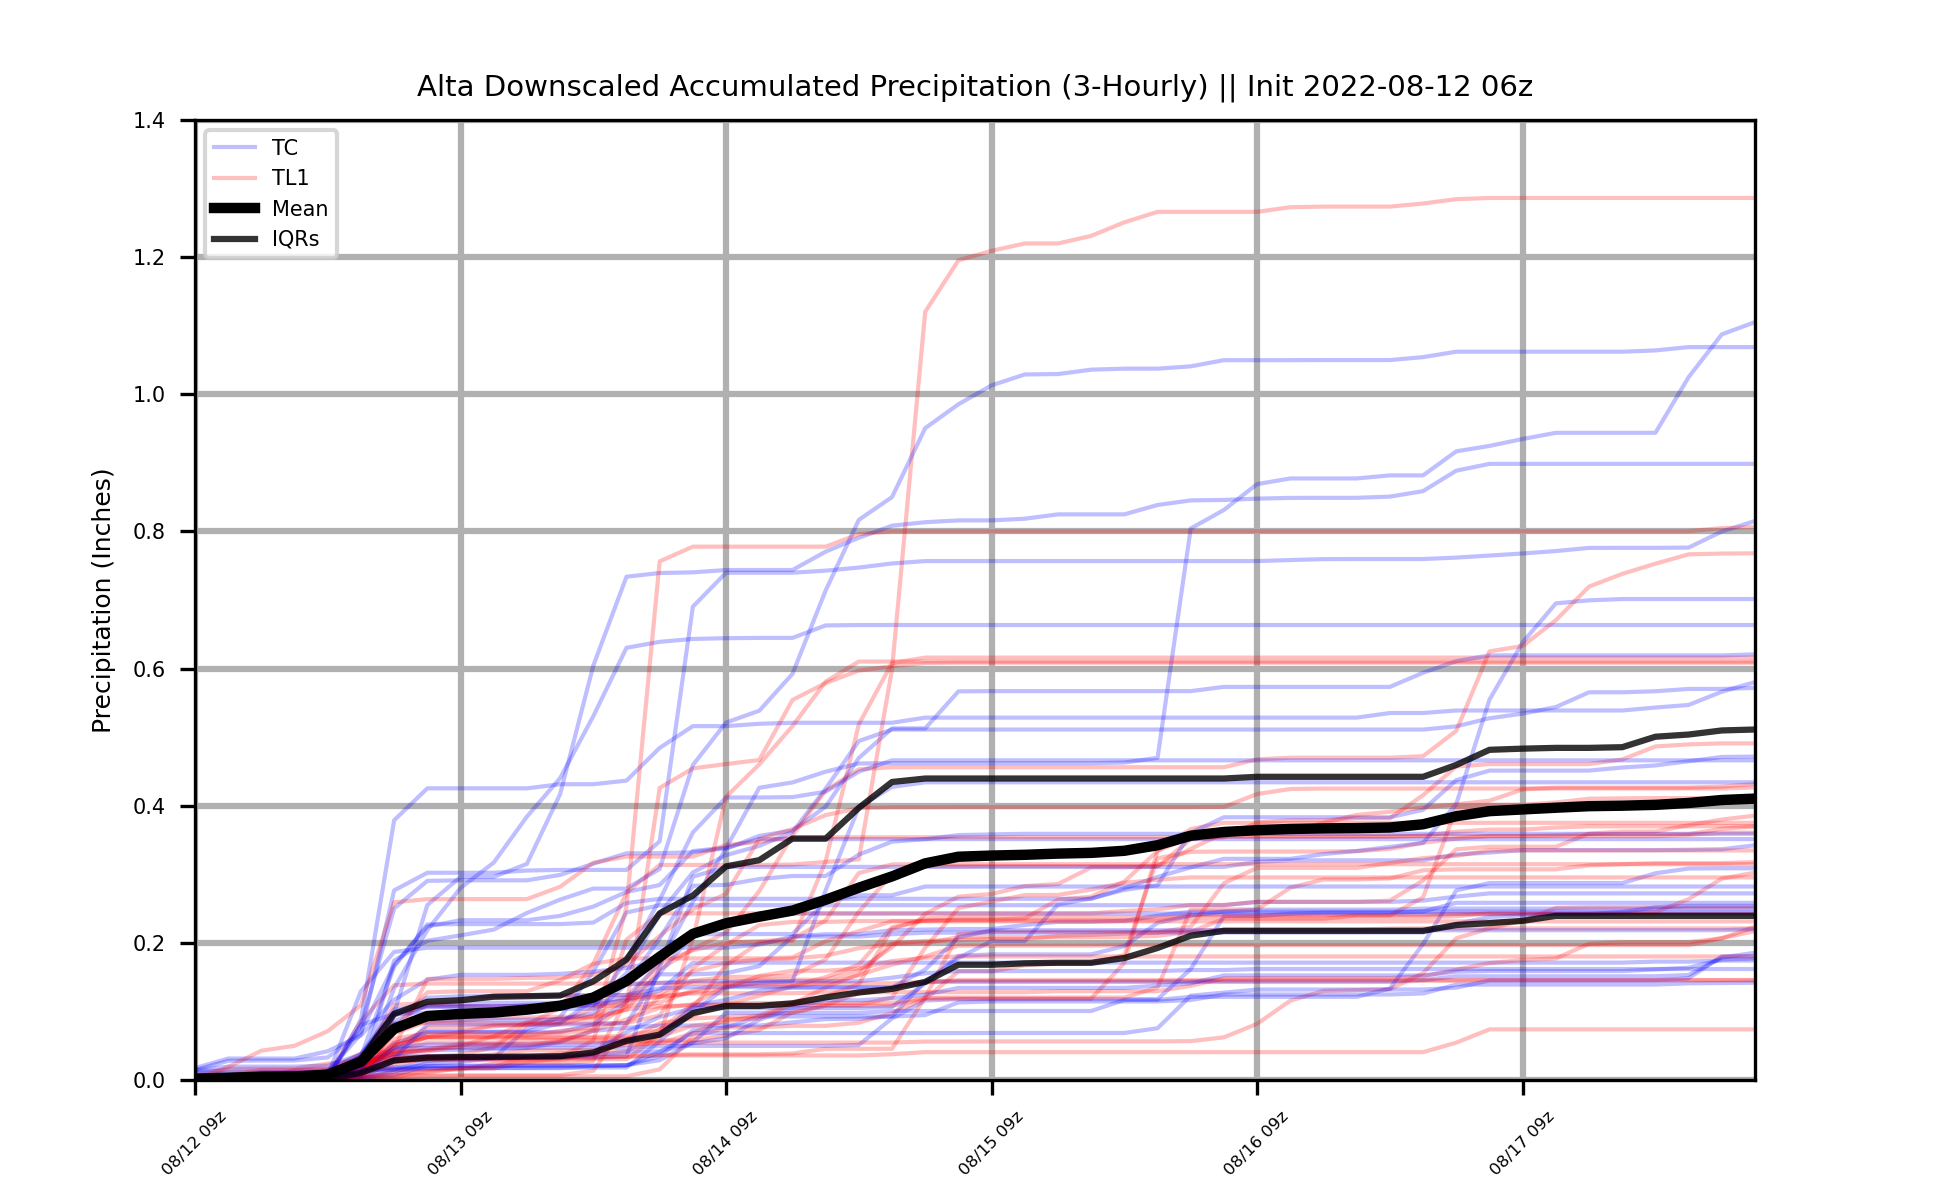 Alta Downscaled Accumulated Precipitation (3-Hourly) || Init 2022-08-12 06z
TC
TL1
Mean
IQRs
Precipitation (Inches)
1.4
1.2
1.0
0.8
0.6
0.4
0.2
0.0
08/12 09z
08/13 09z
08/14 09z
08/15 09z
08/16 09z
08/17 09z